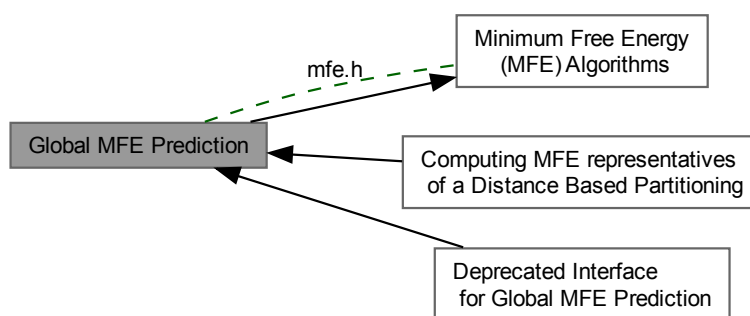 Minimum Free Energy
(MFE) Algorithms
mfe.h
Global MFE Prediction
Computing MFE representatives
of a Distance Based Partitioning
Deprecated Interface
for Global MFE Prediction